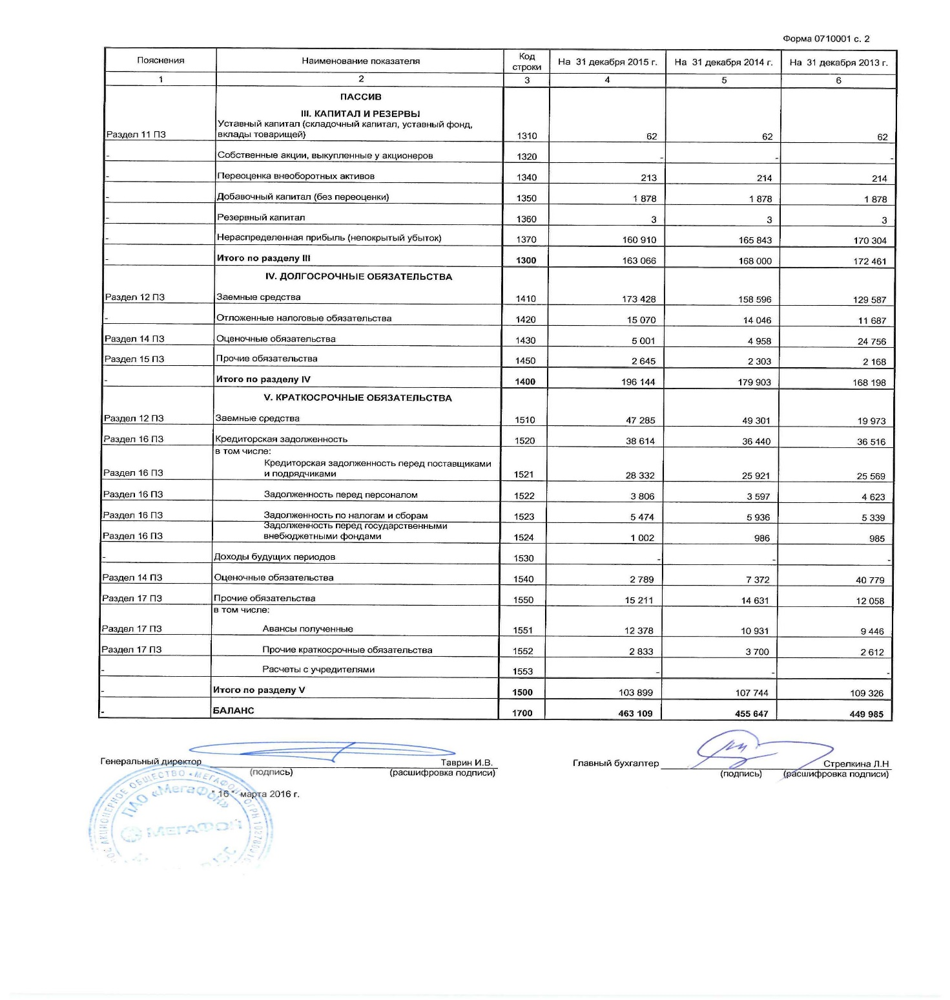 Форма 0710001 с. 2
Пояснения Наименование показателя Код строки На 31 декабря 2015 г. На 31 декабря 2014 г. На 31 декабря 2013 г.
1 2 3 4 5 6
ПАССИВ
III. КАПИТАЛ И РЕЗЕРВЫ
Уставный капитал (складочный капитал, уставный фонд,
Раздел 11 ПЗ вклады товарищей) 1310 62 62 62
- Собственные акции, выкупленные у акционеров 1320 - - -
- Переоценка внеоборотных активов 1340 213 214 214
- Добавочный капитал (без переоценки) 1350 1 878 1 878 1 878
- Резервный капитал 1360 3 3 3
- Нераспределенная прибыль (непокрытый убыток) 1370 160 910 165 843 170 304
- Итого по разделу III 1300 163 066 168 000 172 461
IV. ДОЛГОСРОЧНЫЕ ОБЯЗАТЕЛЬСТВА
Раздел 12 ПЗ Заемные средства 1410 173 428 158 596 129 587
- Отложенные налоговые обязательства 1420 15 070 14 046 11 687
Раздел 14 ПЗ Оценочные обязательства 1430 5 001 4 958 24 756
Раздел 15 ПЗ Прочие обязательства 1450 2 645 2 303 2 168
- Итого по разделу IV 1400 196 144 179 903 168 198
V. КРАТКОСРОЧНЫЕ ОБЯЗАТЕЛЬСТВА
Раздел 12 ПЗ Заемные средства 1510 47 285 49 301 19 973
Раздел 16 ПЗ Кредиторская задолженность 1520 38 614 36 440 36 516
в том числе:
Кредиторская задолженность перед поставщиками
Раздел 16 ПЗ и подрядчиками 1521 28 332 25 921 25 569
Раздел 16 ПЗ Задолженность перед персоналом 1522 3 806 3 597 4 623
Раздел 16 ПЗ Задолженность по налогам и сборам 1523 5 474 5 936 5 339
Задолженность перед государственными
Раздел 16 ПЗ внебюджетными фондами 1524 1 002 986 985
- Доходы будущих периодов 1530 - - -
Раздел 14 ПЗ Оценочные обязательства 1540 2 789 7 372 40 779
Раздел 17 ПЗ Прочие обязательства 1550 15 211 14 631 12 058
в том числе:
Раздел 17 ПЗ Авансы полученные 1551 12 378 10 931 9 446
Раздел 17 ПЗ Прочие краткосрочные обязательства 1552 2 833 3 700 2 612
- Расчеты с учредителями 1553 - - -
- Итого по разделу V 1500 103 899 107 744 109 326
- БАЛАНС 1700 463 109 455 647 449 985
Генеральный директор Таврин И.В. Главный бухгалтер Стрелкина Л.Н
(подпись) (расшифровка подписи) (подпись) (расшифровка подписи)
" 16 " марта 2016 г.
АКЦИОНЕРНОЕ ОБЩЕСТВО • МЕГАФОН • ОГРН
ПАО «МегаФон»
МЕГАФОН